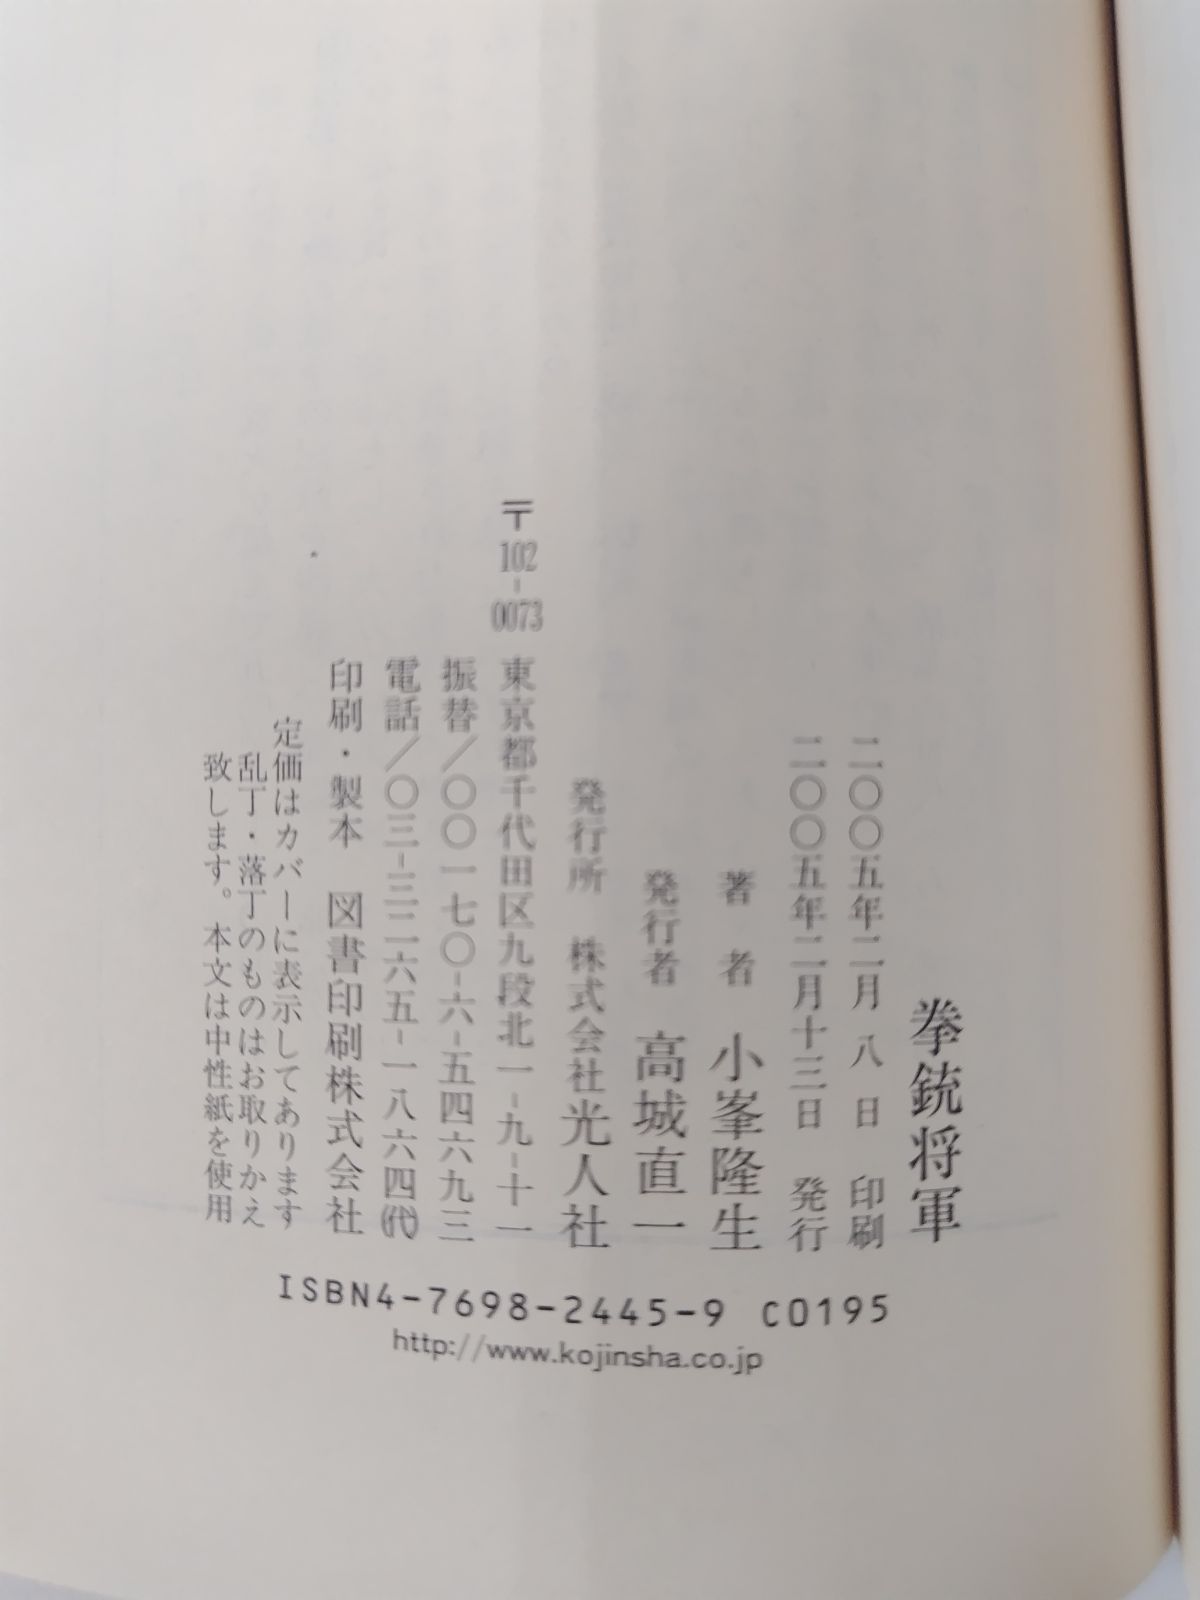 拳銃将軍
二〇〇五年二月 八 日 印刷
二〇〇五年二月十三日 発行
著 者 小峯隆生
発行者 高城直一
発行所 株式会社光人社
〒102-0073 東京都千代田区九段北一-九-十一
振替/〇〇一七〇-六-五四六九三
電話/〇三-三二六五-一八六四(代)
印刷・製本 図書印刷株式会社
定価はカバーに表示してあります
乱丁・落丁のものはお取りかえ
致します。本文は中性紙を使用
ISBN4-7698-2445-9 C0195
http://www.kojinsha.co.jp